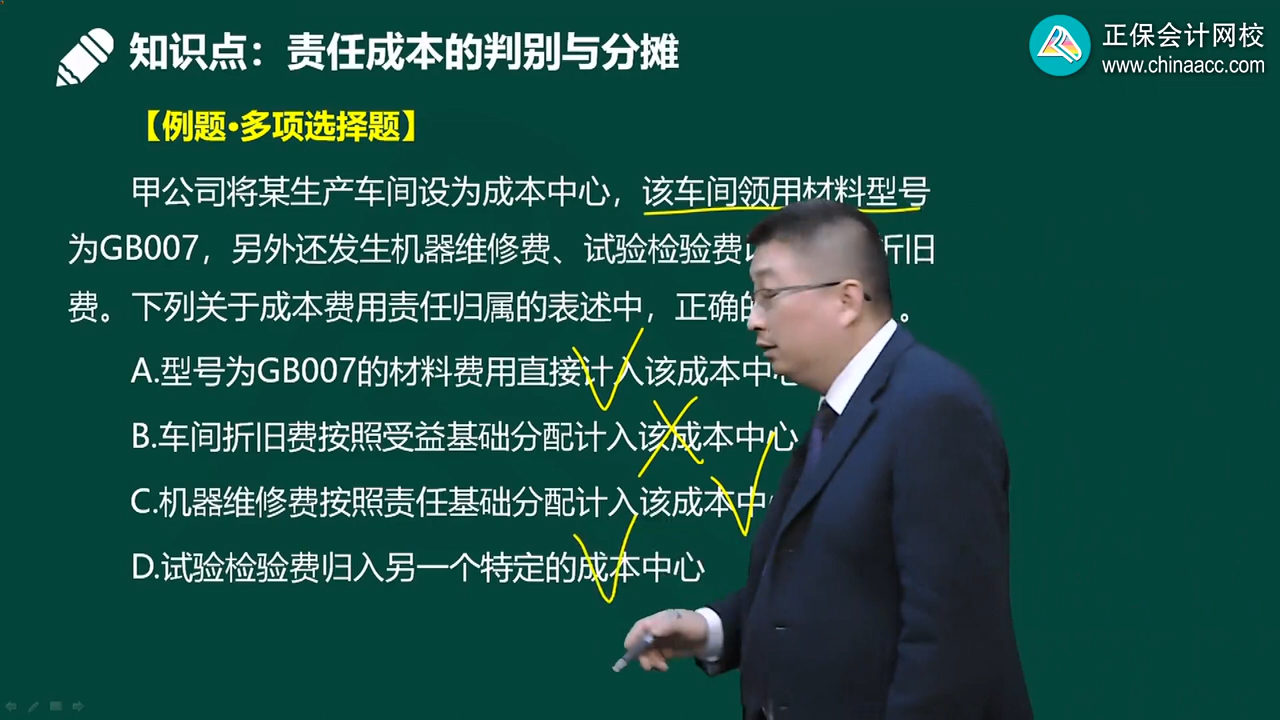 知识点：责任成本的判别与分摊
正保会计网校
www.chinaacc.com
【例题·多项选择题】
甲公司将某生产车间设为成本中心，该车间领用材料型号
为GB007，另外还发生机器维修费、试验检验费 折旧
费。下列关于成本费用责任归属的表述中，正确的 。
A.型号为GB007的材料费用直接计入该成本中心
B.车间折旧费按照受益基础分配计入该成本中心
C.机器维修费按照责任基础分配计入该成本中
D.试验检验费归入另一个特定的成本中心